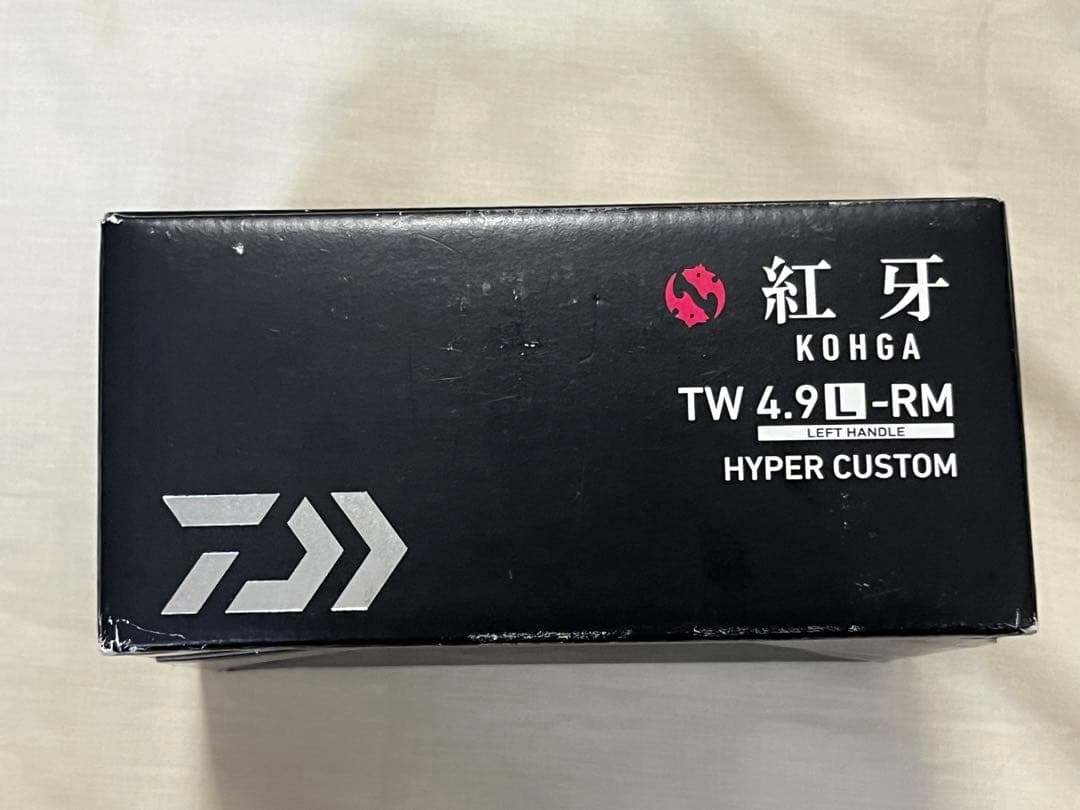 紅牙
KOHGA
TW 4.9L-RM
LEFT HANDLE
HYPER CUSTOM